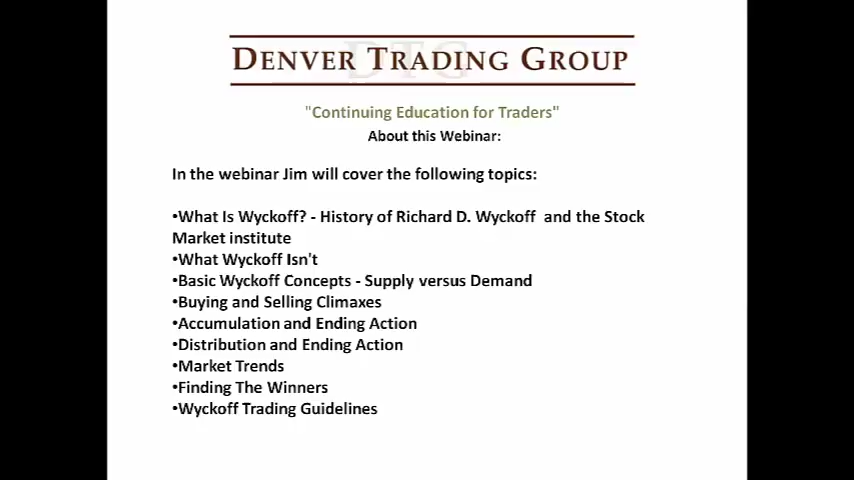 DENVER TRADING GROUP
DTG
"Continuing Education for Traders"
About this Webinar:
In the webinar Jim will cover the following topics:
•What Is Wyckoff? - History of Richard D. Wyckoff and the Stock
Market institute
•What Wyckoff Isn't
•Basic Wyckoff Concepts - Supply versus Demand
•Buying and Selling Climaxes
•Accumulation and Ending Action
•Distribution and Ending Action
•Market Trends
•Finding The Winners
•Wyckoff Trading Guidelines